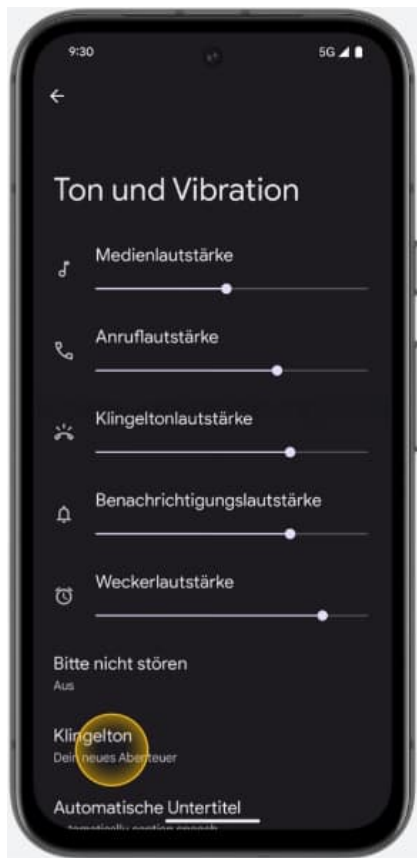 9:30
5G
Ton und Vibration
Medienlautstärke
Anruflautstärke
Klingeltonlautstärke
Benachrichtigungslautstärke
Weckerlautstärke
Bitte nicht stören
Aus
Klingelton
Dein neues Abenteuer
Automatische Untertitel